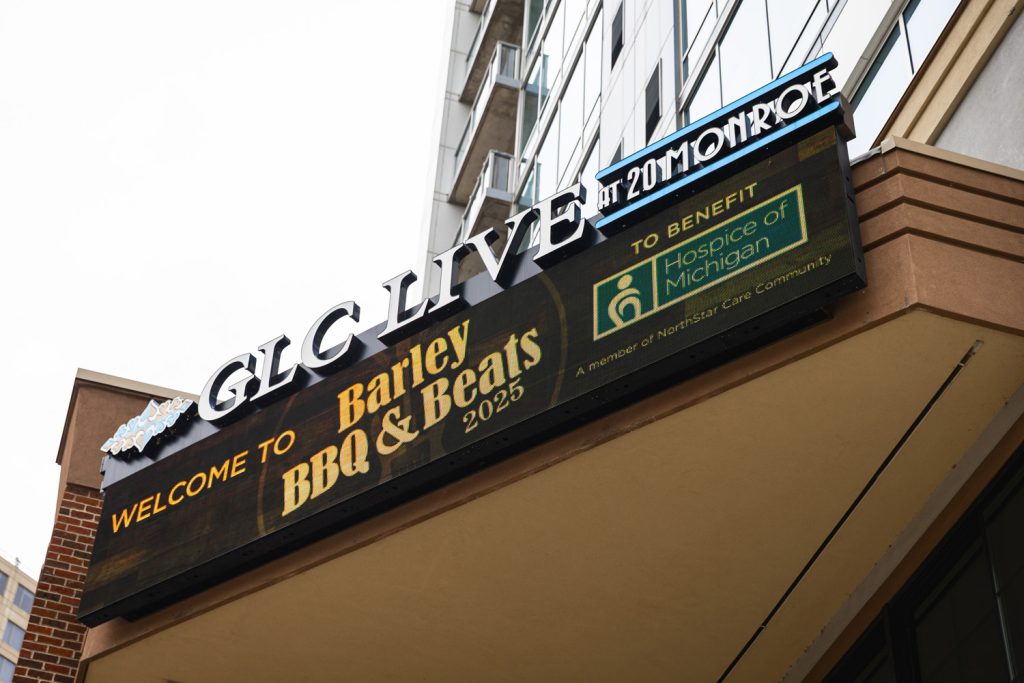 GLC LIVE
AT 20 MONROE
WELCOME TO
Barley
BBQ & Beats
2025
TO BENEFIT
Hospice of
Michigan
A member of NorthStar Care Community